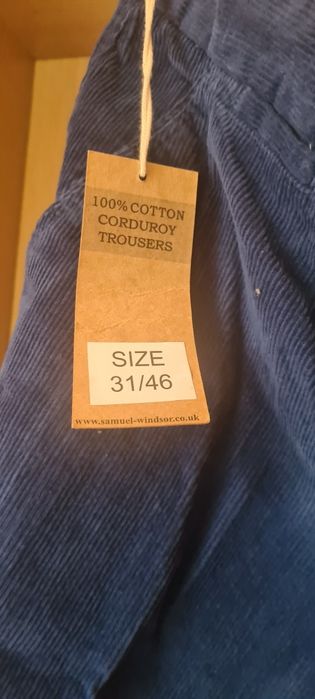 100% COTTON
CORDUROY
TROUSERS
SIZE
31/46
www.samuel-windsor.co.uk